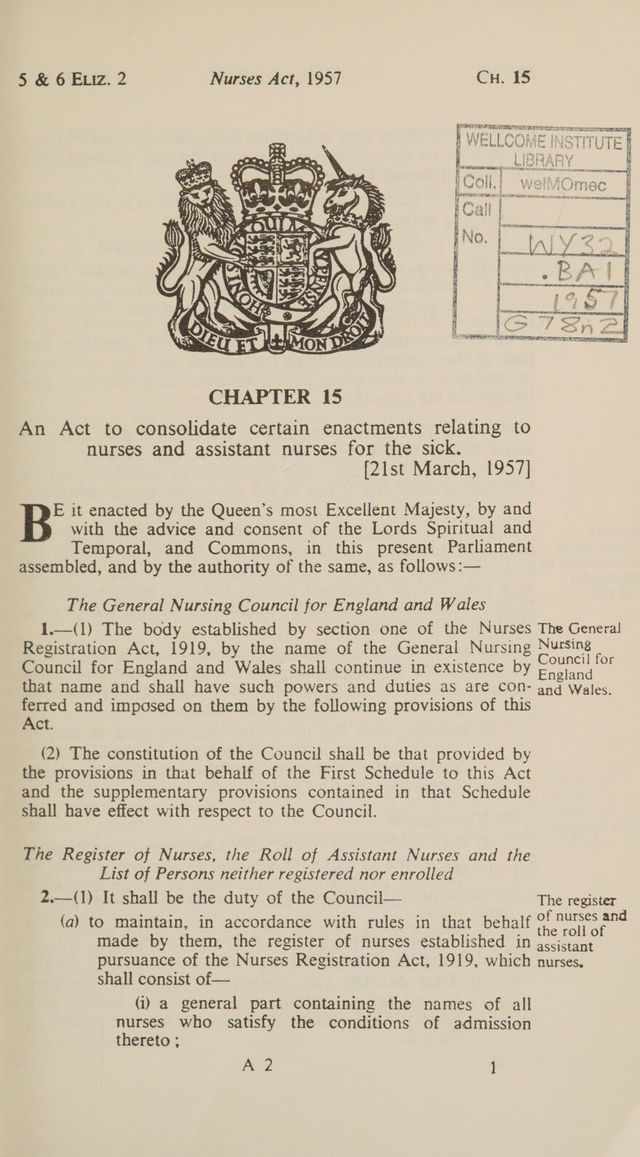 5 & 6 ELIZ. 2 Nurses Act, 1957 CH. 15
WELLCOME INSTITUTE
LIBRARY
Coll. welMOmec
Call
No. WY32
.BA1
1957
G78n2
DIEU ET MON DROIT
CHAPTER 15
An Act to consolidate certain enactments relating to
nurses and assistant nurses for the sick.
[21st March, 1957]
BE it enacted by the Queen's most Excellent Majesty, by and
with the advice and consent of the Lords Spiritual and
Temporal, and Commons, in this present Parliament
assembled, and by the authority of the same, as follows:—
The General Nursing Council for England and Wales
1.—(1) The body established by section one of the Nurses
Registration Act, 1919, by the name of the General Nursing
Council for England and Wales shall continue in existence by
that name and shall have such powers and duties as are con-
ferred and imposed on them by the following provisions of this
Act.
The General
Nursing
Council for
England
and Wales.
(2) The constitution of the Council shall be that provided by
the provisions in that behalf of the First Schedule to this Act
and the supplementary provisions contained in that Schedule
shall have effect with respect to the Council.
The Register of Nurses, the Roll of Assistant Nurses and the
List of Persons neither registered nor enrolled
2.—(1) It shall be the duty of the Council—
(a) to maintain, in accordance with rules in that behalf
made by them, the register of nurses established in
pursuance of the Nurses Registration Act, 1919, which
shall consist of—
The register
of nurses and
the roll of
assistant
nurses.
(i) a general part containing the names of all
nurses who satisfy the conditions of admission
thereto ;
A 2 1